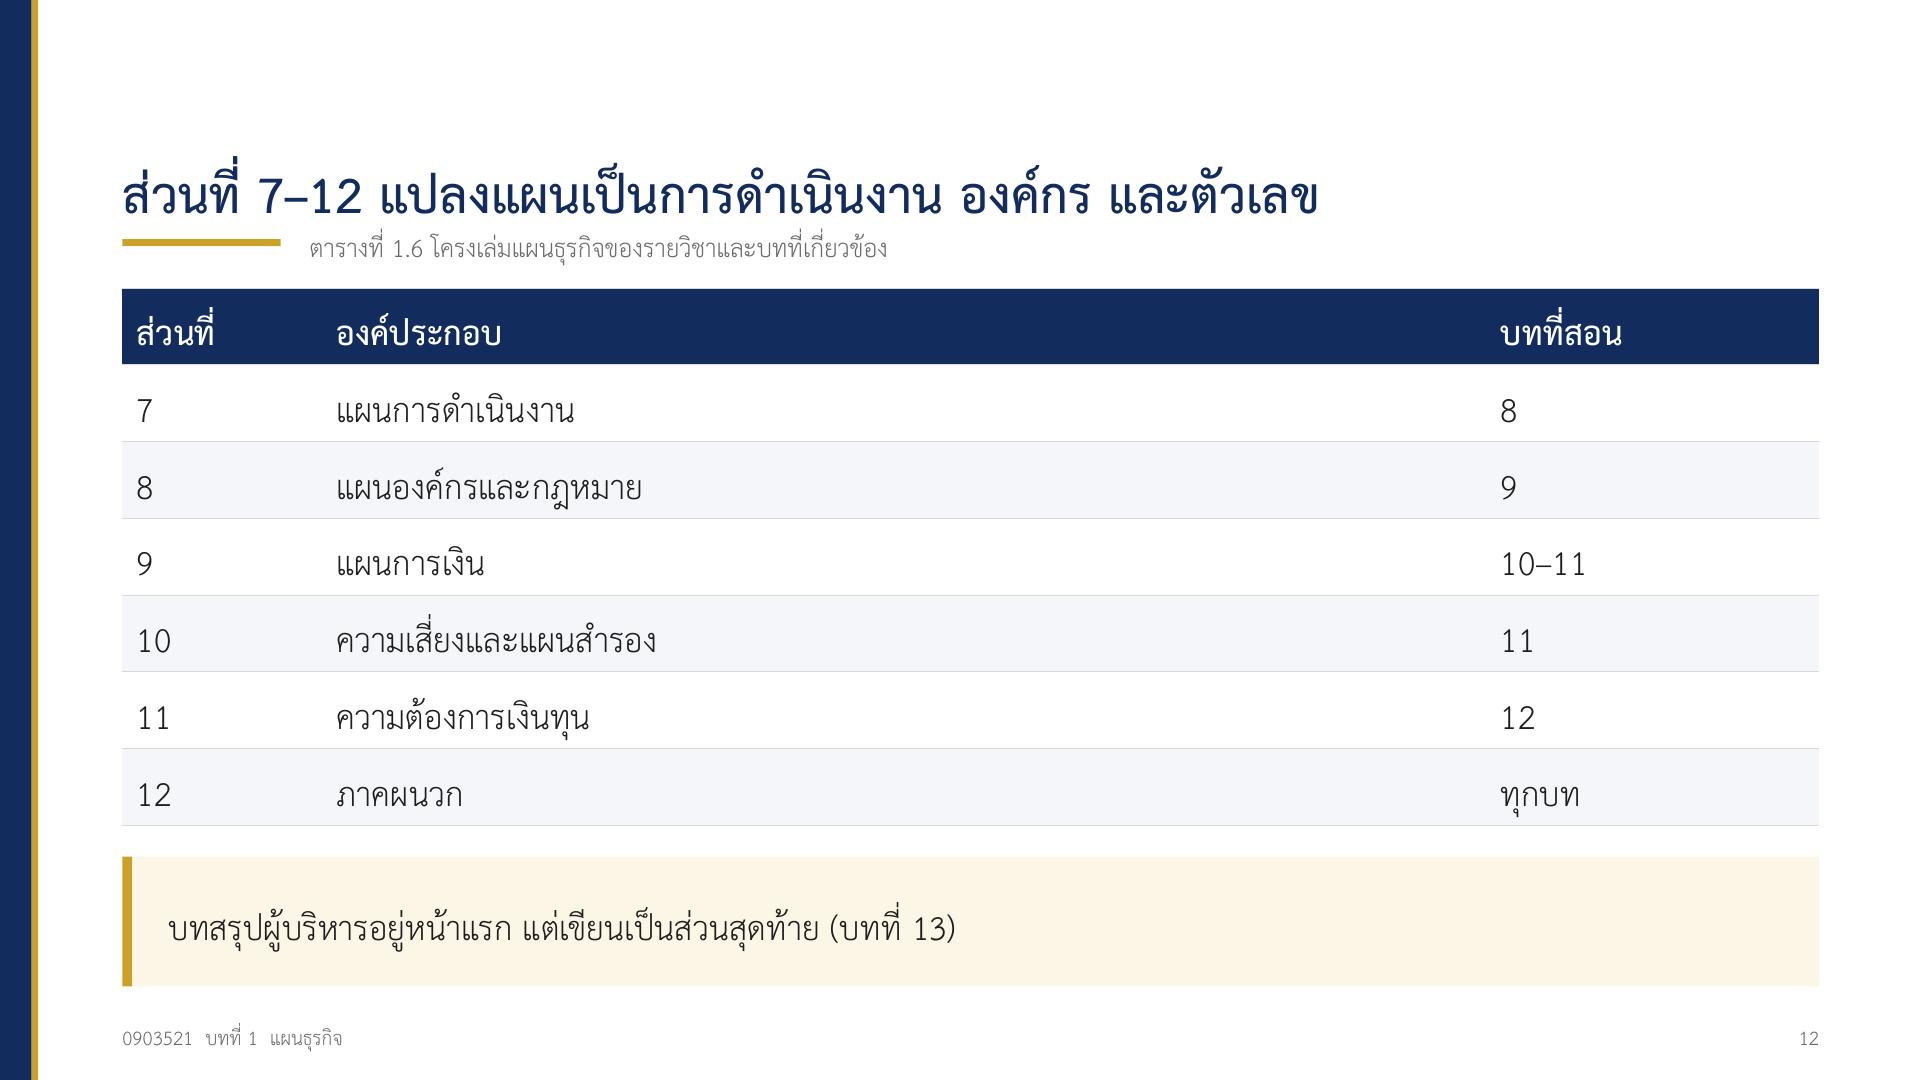 ส่วนที่ 7–12 แปลงแผนเป็นการดำเนินงาน องค์กร และตัวเลข
ตารางที่ 1.6 โครงเล่มแผนธุรกิจของรายวิชาและบทที่เกี่ยวข้อง
ส่วนที่ องค์ประกอบ บทที่สอน
7 แผนการดำเนินงาน 8
8 แผนองค์กรและกฎหมาย 9
9 แผนการเงิน 10–11
10 ความเสี่ยงและแผนสำรอง 11
11 ความต้องการเงินทุน 12
12 ภาคผนวก ทุกบท
บทสรุปผู้บริหารอยู่หน้าแรก แต่เขียนเป็นส่วนสุดท้าย (บทที่ 13)
0903521 บทที่ 1 แผนธุรกิจ 12